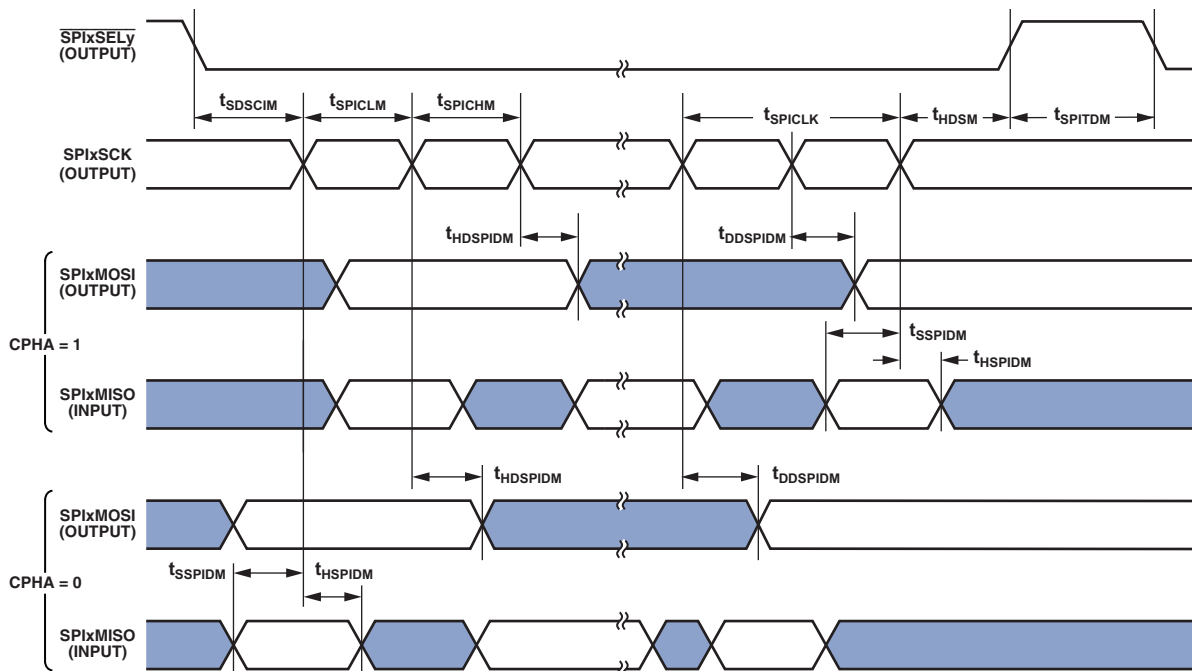 SPIxSELy
(OUTPUT)
tSDSCIM tSPICLM tSPICHM tSPICLK tHDSM tSPITDM
SPIxSCK
(OUTPUT)
tHDSPIDM tDDSPIDM
SPIxMOSI
(OUTPUT)
CPHA = 1
tSSPIDM
tHSPIDM
SPIxMISO
(INPUT)
tHDSPIDM tDDSPIDM
SPIxMOSI
(OUTPUT)
CPHA = 0
tSSPIDM tHSPIDM
SPIxMISO
(INPUT)